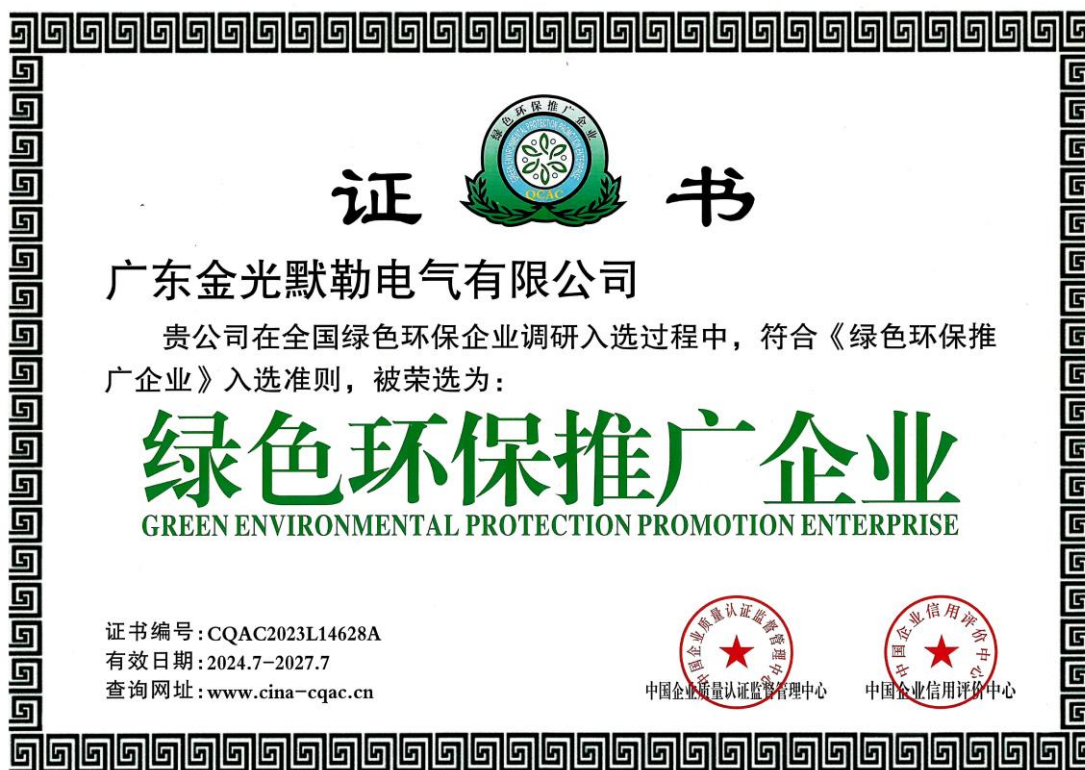 绿色环保推广企业
GREEN ENVIRONMENTAL PROTECTION PROMOTION ENTERPRISE
QCAC
证书
广东金光默勒电气有限公司
贵公司在全国绿色环保企业调研入选过程中，符合《绿色环保推
广企业》入选准则，被荣选为：
绿色环保推广企业
GREEN ENVIRONMENTAL PROTECTION PROMOTION ENTERPRISE
证书编号：CQAC2023L14628A
有效日期：2024.7-2027.7
查询网址：www.cina-cqac.cn
中国企业质量认证监督管理中心
中国企业质量认证监督管理中心
中国企业信用评价中心
中国企业信用评价中心